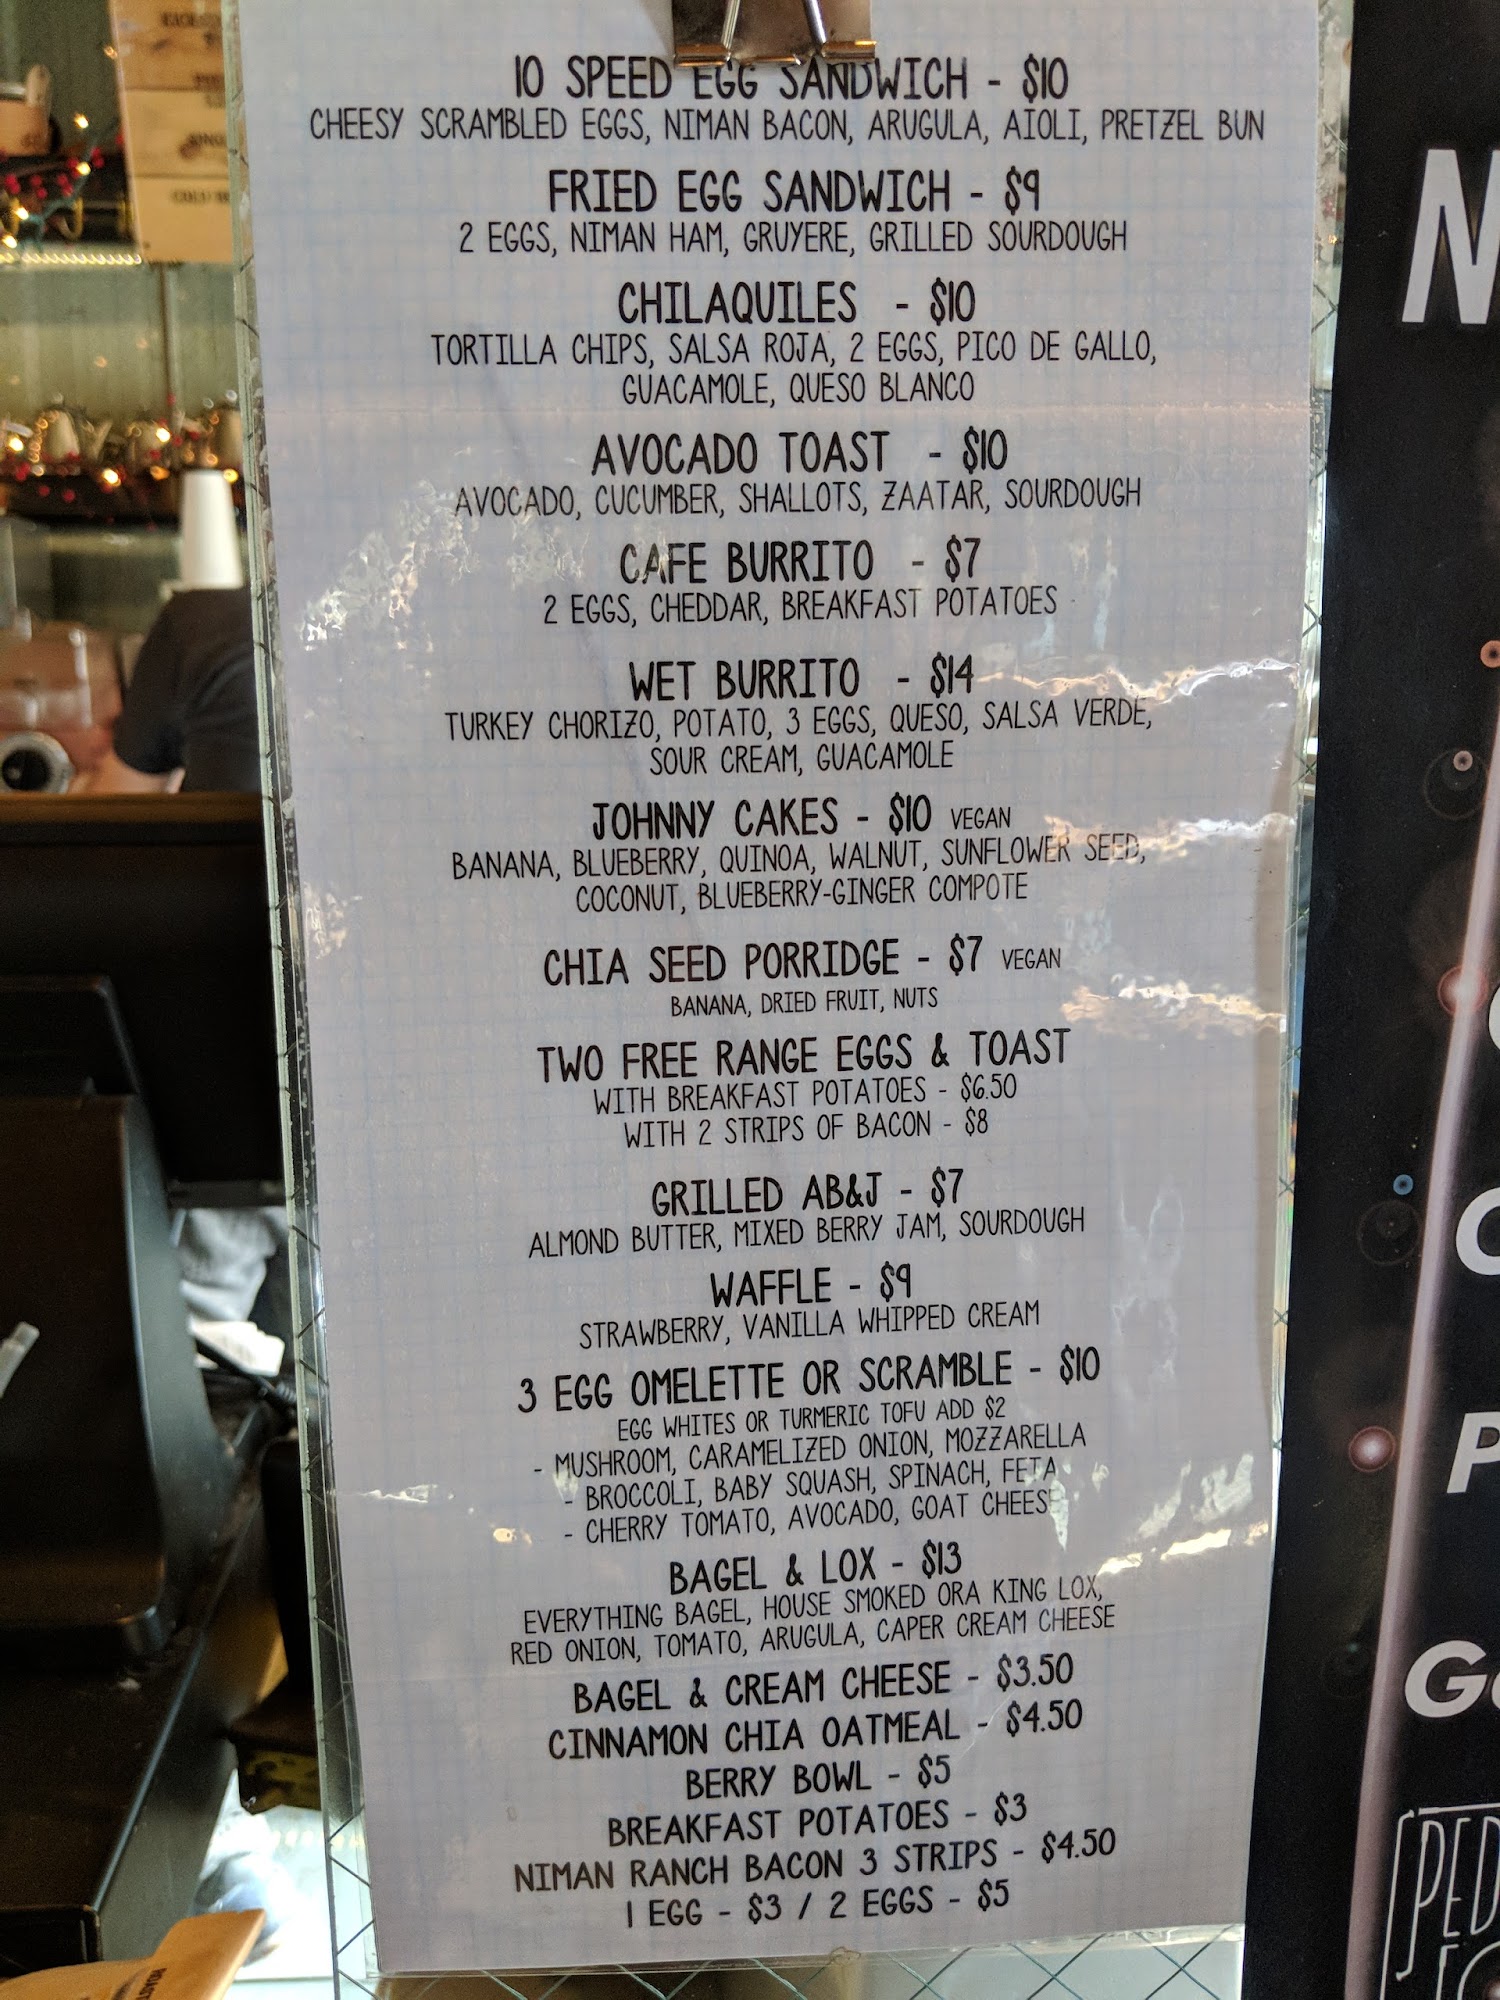 10 SPEED EGG SANDWICH - $10
CHEESY SCRAMBLED EGGS, NIMAN BACON, ARUGULA, AIOLI, PRETZEL BUN
FRIED EGG SANDWICH - $9
2 EGGS, NIMAN HAM, GRUYERE, GRILLED SOURDOUGH
CHILAQUILES - $10
TORTILLA CHIPS, SALSA ROJA, 2 EGGS, PICO DE GALLO,
GUACAMOLE, QUESO BLANCO
AVOCADO TOAST - $10
AVOCADO, CUCUMBER, SHALLOTS, ZAATAR, SOURDOUGH
CAFE BURRITO - $7
2 EGGS, CHEDDAR, BREAKFAST POTATOES
WET BURRITO - $14
TURKEY CHORIZO, POTATO, 3 EGGS, QUESO, SALSA VERDE,
SOUR CREAM, GUACAMOLE
JOHNNY CAKES - $10 VEGAN
BANANA, BLUEBERRY, QUINOA, WALNUT, SUNFLOWER SEED,
COCONUT, BLUEBERRY-GINGER COMPOTE
CHIA SEED PORRIDGE - $7 VEGAN
BANANA, DRIED FRUIT, NUTS
TWO FREE RANGE EGGS & TOAST
WITH BREAKFAST POTATOES - $6.50
WITH 2 STRIPS OF BACON - $8
GRILLED AB&J - $7
ALMOND BUTTER, MIXED BERRY JAM, SOURDOUGH
WAFFLE - $9
STRAWBERRY, VANILLA WHIPPED CREAM
3 EGG OMELETTE OR SCRAMBLE - $10
EGG WHITES OR TURMERIC TOFU ADD $2
- MUSHROOM, CARAMELIZED ONION, MOZZARELLA
- BROCCOLI, BABY SQUASH, SPINACH, FETA
- CHERRY TOMATO, AVOCADO, GOAT CHEESE
BAGEL & LOX - $13
EVERYTHING BAGEL, HOUSE SMOKED ORA KING LOX,
RED ONION, TOMATO, ARUGULA, CAPER CREAM CHEESE
BAGEL & CREAM CHEESE - $3.50
CINNAMON CHIA OATMEAL - $4.50
BERRY BOWL - $5
BREAKFAST POTATOES - $3
NIMAN RANCH BACON 3 STRIPS - $4.50
1 EGG - $3 / 2 EGGS - $5